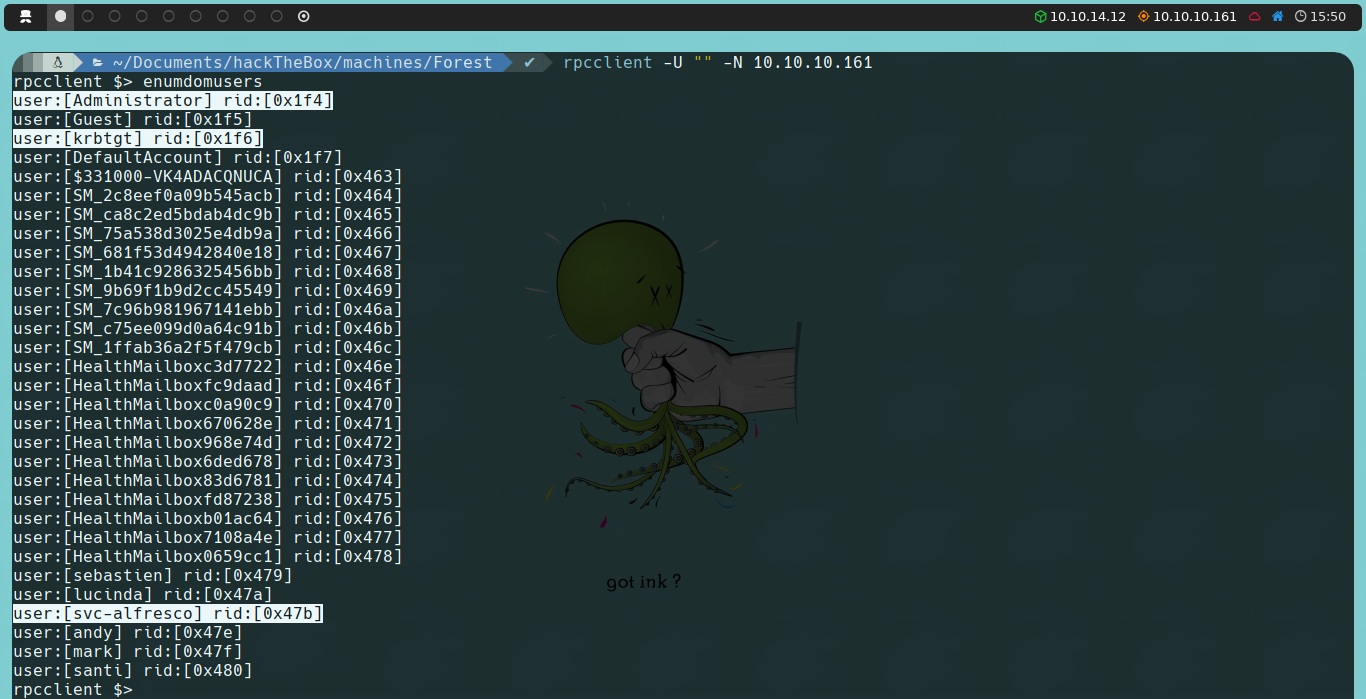 10.10.14.12 10.10.10.161 15:50
~/Documents/hackTheBox/machines/Forest ✔ rpcclient -U "" -N 10.10.10.161
rpcclient $> enumdomusers
user:[Administrator] rid:[0x1f4]
user:[Guest] rid:[0x1f5]
user:[krbtgt] rid:[0x1f6]
user:[DefaultAccount] rid:[0x1f7]
user:[$331000-VK4ADACQNUCA] rid:[0x463]
user:[SM_2c8eef0a09b545acb] rid:[0x464]
user:[SM_ca8c2ed5bdab4dc9b] rid:[0x465]
user:[SM_75a538d3025e4db9a] rid:[0x466]
user:[SM_681f53d4942840e18] rid:[0x467]
user:[SM_1b41c9286325456bb] rid:[0x468]
user:[SM_9b69f1b9d2cc45549] rid:[0x469]
user:[SM_7c96b981967141ebb] rid:[0x46a]
user:[SM_c75ee099d0a64c91b] rid:[0x46b]
user:[SM_1ffab36a2f5f479cb] rid:[0x46c]
user:[HealthMailboxc3d7722] rid:[0x46e]
user:[HealthMailboxfc9daad] rid:[0x46f]
user:[HealthMailboxc0a90c9] rid:[0x470]
user:[HealthMailbox670628e] rid:[0x471]
user:[HealthMailbox968e74d] rid:[0x472]
user:[HealthMailbox6ded678] rid:[0x473]
user:[HealthMailbox83d6781] rid:[0x474]
user:[HealthMailboxfd87238] rid:[0x475]
user:[HealthMailboxb01ac64] rid:[0x476]
user:[HealthMailbox7108a4e] rid:[0x477]
user:[HealthMailbox0659cc1] rid:[0x478]
user:[sebastien] rid:[0x479]
user:[lucinda] rid:[0x47a]
user:[svc-alfresco] rid:[0x47b]
user:[andy] rid:[0x47e]
user:[mark] rid:[0x47f]
user:[santi] rid:[0x480]
rpcclient $>
got ink ?